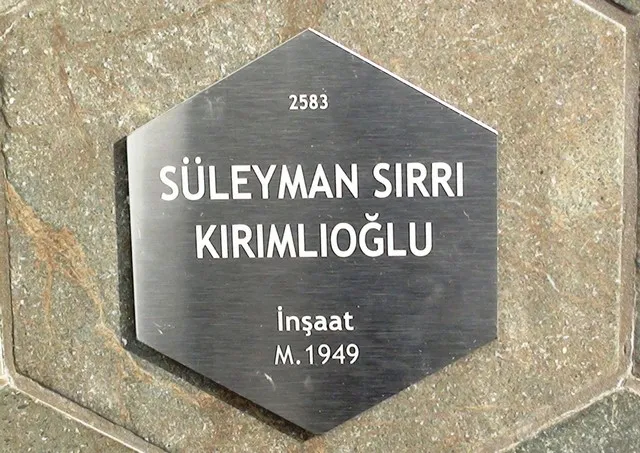 2583
SÜLEYMAN SIRRI
KIRIMLIOĞLU
İnşaat
M.1949